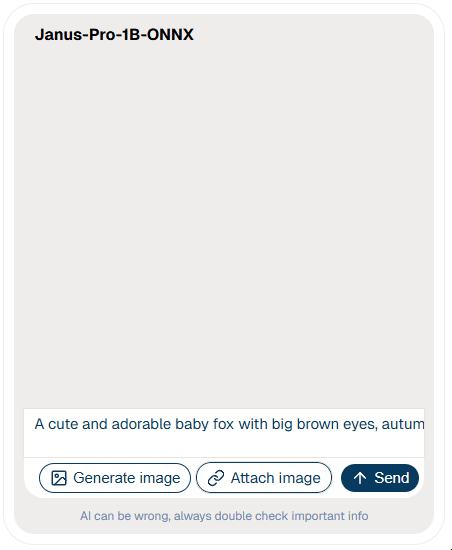 Janus-Pro-1B-ONNX
A cute and adorable baby fox with big brown eyes, autum
Generate image Attach image Send
AI can be wrong, always double check important info